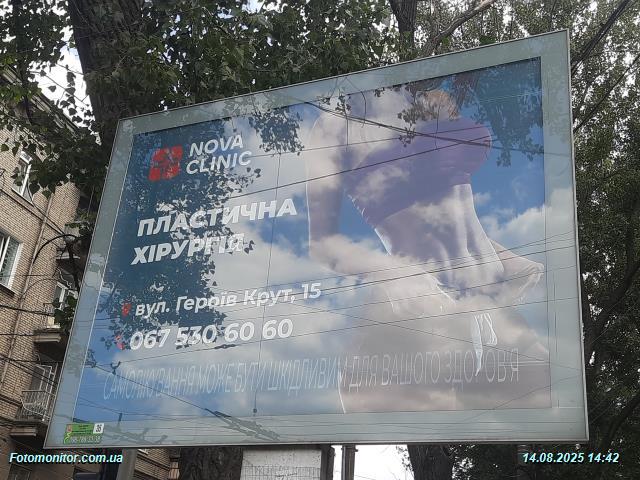 NOVA
CLINIC
ПЛАСТИЧНА
ХІРУРГІЯ
вул. Героїв Крут, 15
067 530 60 60
САМОЛІКУВАННЯ МОЖЕ БУТИ ШКІДЛИВИМ ДЛЯ ВАШОГО ЗДОРОВ'Я
Fotomonitor.com.ua
14.08.2025 14:42